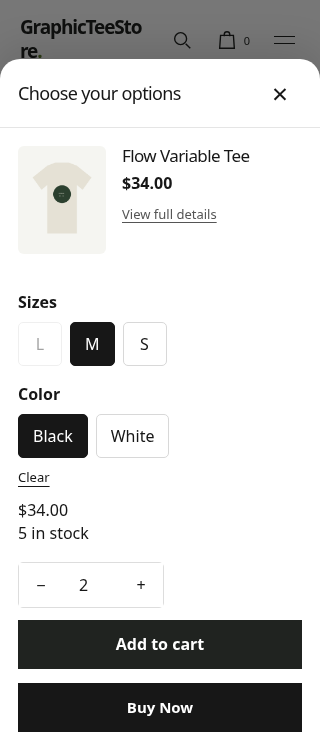 GraphicTeeSto
re.
0
Choose your options
Flow Variable Tee
$34.00
View full details
Sizes
L
M
S
Color
Black
White
Clear
$34.00
5 in stock
−
2
+
Add to cart
Buy Now